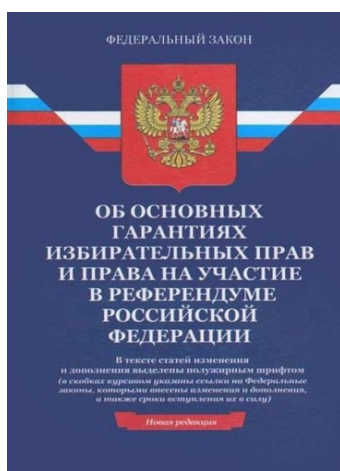 ФЕДЕРАЛЬНЫЙ ЗАКОН
ОБ ОСНОВНЫХ
ГАРАНТИЯХ
ИЗБИРАТЕЛЬНЫХ ПРАВ
И ПРАВА НА УЧАСТИЕ
В РЕФЕРЕНДУМЕ
РОССИЙСКОЙ
ФЕДЕРАЦИИ
В тексте статей изменения
и дополнения выделены полужирным шрифтом
(в скобках курсивом указаны ссылки на Федеральные
законы, которыми внесены изменения и дополнения,
а также сроки вступления их в силу)
Новая редакция